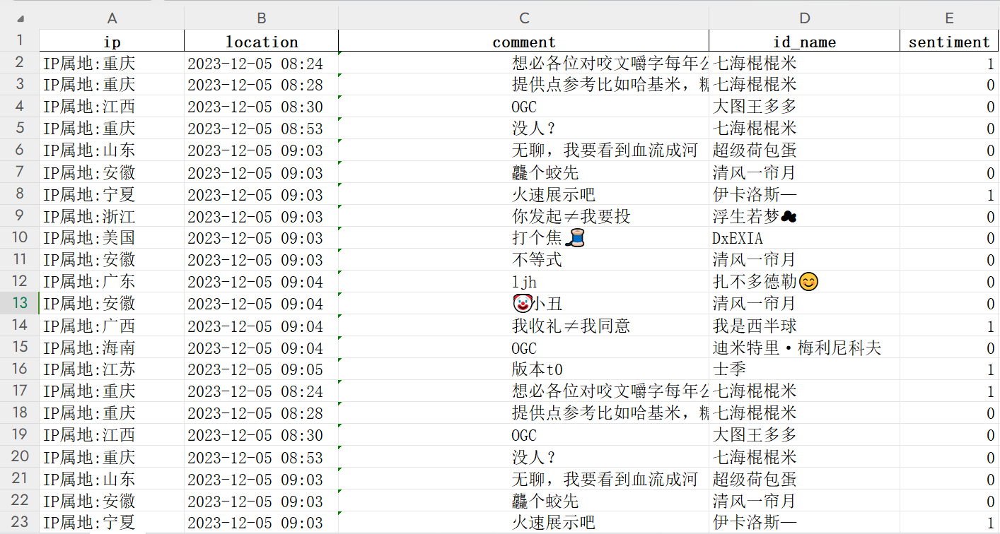 A B C D E
1 ip location comment id_name sentiment
2 IP属地:重庆 2023-12-05 08:24 想必各位对咬文嚼字每年 七海棍棍米 1
3 IP属地:重庆 2023-12-05 08:28 提供点参考比如哈基米， 七海棍棍米 0
4 IP属地:江西 2023-12-05 08:30 OGC 大图王多多 0
5 IP属地:重庆 2023-12-05 08:53 没人？ 七海棍棍米 0
6 IP属地:山东 2023-12-05 09:03 无聊，我要看到血流成河 超级荷包蛋 0
7 IP属地:安徽 2023-12-05 09:03 龘个蛟先 清风一帘月 0
8 IP属地:宁夏 2023-12-05 09:03 火速展示吧 伊卡洛斯— 1
9 IP属地:浙江 2023-12-05 09:03 你发起≠我要投 浮生若梦 0
10 IP属地:美国 2023-12-05 09:03 打个焦🧵 DxEXIA 0
11 IP属地:安徽 2023-12-05 09:03 不等式 清风一帘月 0
12 IP属地:广东 2023-12-05 09:04 ljh 扎不多德勒😊 0
13 IP属地:安徽 2023-12-05 09:04 🤡小丑 清风一帘月 0
14 IP属地:广西 2023-12-05 09:04 我收礼≠我同意 我是西半球 1
15 IP属地:海南 2023-12-05 09:04 OGC 迪米特里·梅利尼科夫 0
16 IP属地:江苏 2023-12-05 09:05 版本t0 士季 1
17 IP属地:重庆 2023-12-05 08:24 想必各位对咬文嚼字每年 七海棍棍米 1
18 IP属地:重庆 2023-12-05 08:28 提供点参考比如哈基米， 七海棍棍米 0
19 IP属地:江西 2023-12-05 08:30 OGC 大图王多多 0
20 IP属地:重庆 2023-12-05 08:53 没人？ 七海棍棍米 0
21 IP属地:山东 2023-12-05 09:03 无聊，我要看到血流成河 超级荷包蛋 0
22 IP属地:安徽 2023-12-05 09:03 龘个蛟先 清风一帘月 0
23 IP属地:宁夏 2023-12-05 09:03 火速展示吧 伊卡洛斯— 1